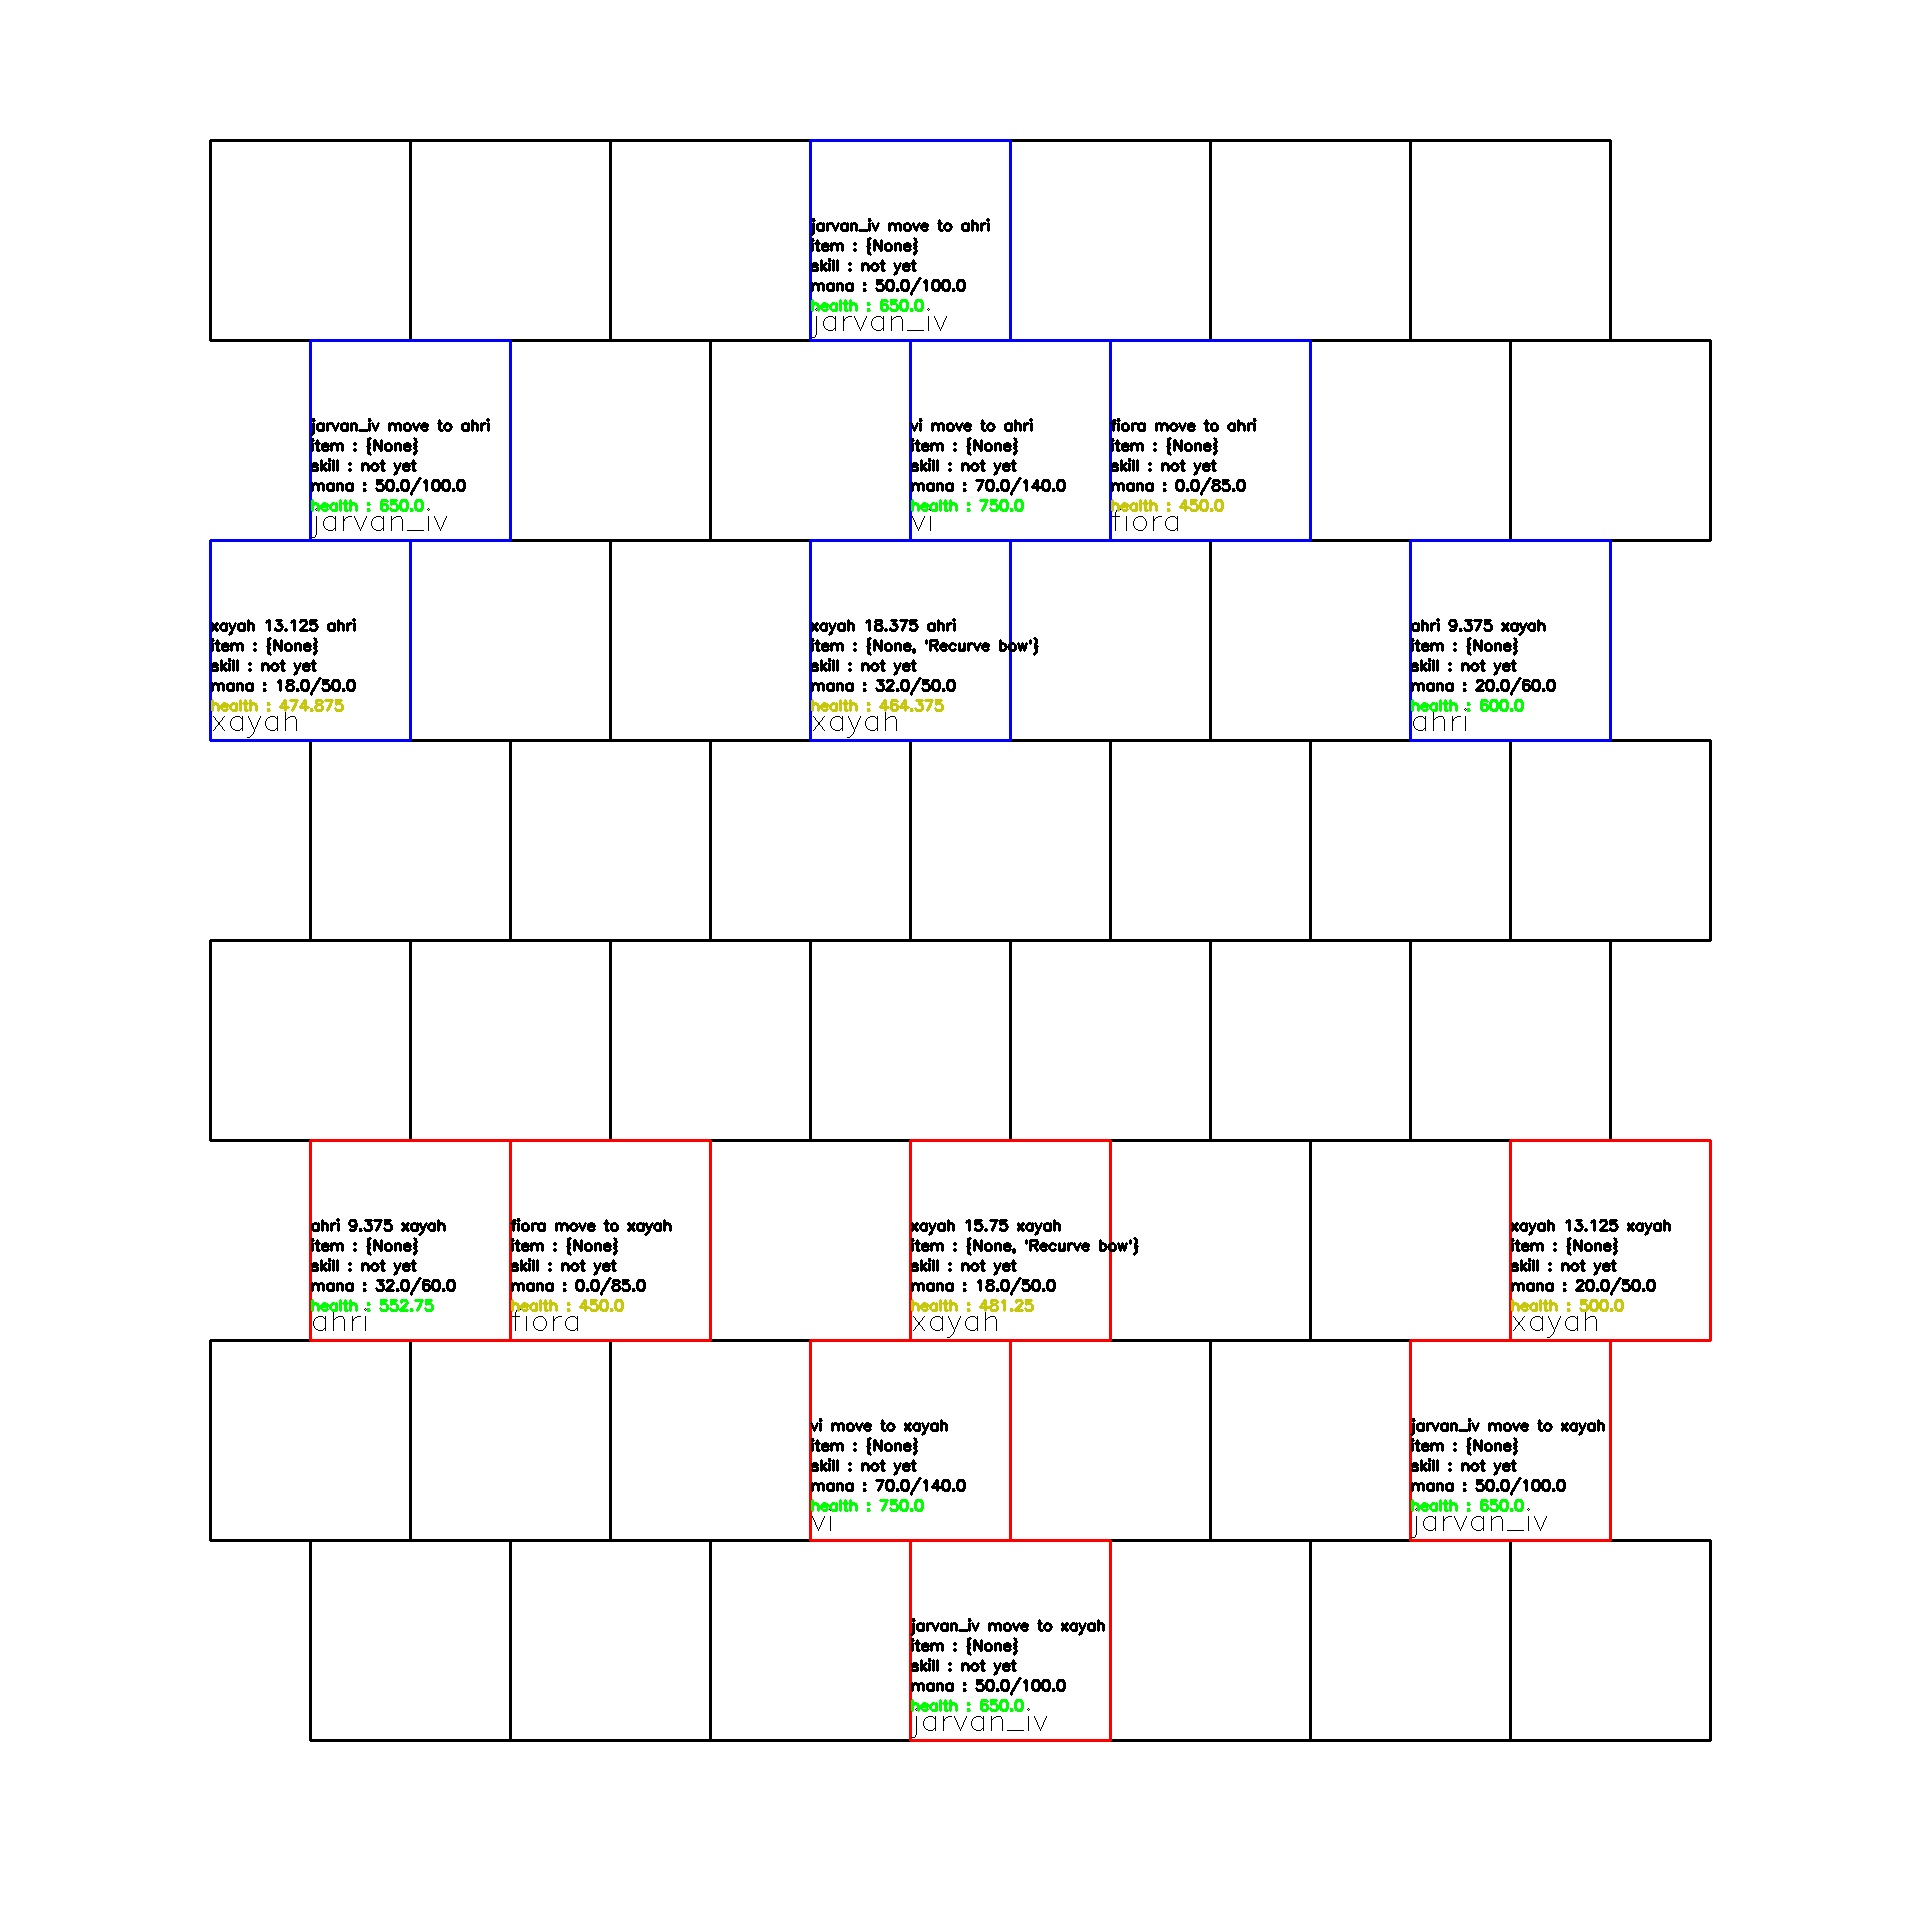 jarvan_iv move to ahri
item : {None}
skill : not yet
mana : 50.0/100.0
health : 650.0
jarvan_iv
jarvan_iv move to ahri
item : {None}
skill : not yet
mana : 50.0/100.0
health : 650.0
jarvan_iv
vi move to ahri
item : {None}
skill : not yet
mana : 70.0/140.0
health : 750.0
vi
fiora move to ahri
item : {None}
skill : not yet
mana : 0.0/85.0
health : 450.0
fiora
xayah 13.125 ahri
item : {None}
skill : not yet
mana : 18.0/50.0
health : 474.875
xayah
xayah 18.375 ahri
item : {None, 'Recurve bow'}
skill : not yet
mana : 32.0/50.0
health : 464.375
xayah
ahri 9.375 xayah
item : {None}
skill : not yet
mana : 20.0/60.0
health : 600.0
ahri
ahri 9.375 xayah
item : {None}
skill : not yet
mana : 32.0/60.0
health : 552.75
ahri
fiora move to xayah
item : {None}
skill : not yet
mana : 0.0/85.0
health : 450.0
fiora
xayah 15.75 xayah
item : {None, 'Recurve bow'}
skill : not yet
mana : 18.0/50.0
health : 481.25
xayah
xayah 13.125 xayah
item : {None}
skill : not yet
mana : 20.0/50.0
health : 500.0
xayah
vi move to xayah
item : {None}
skill : not yet
mana : 70.0/140.0
health : 750.0
vi
jarvan_iv move to xayah
item : {None}
skill : not yet
mana : 50.0/100.0
health : 650.0
jarvan_iv
jarvan_iv move to xayah
item : {None}
skill : not yet
mana : 50.0/100.0
health : 650.0
jarvan_iv